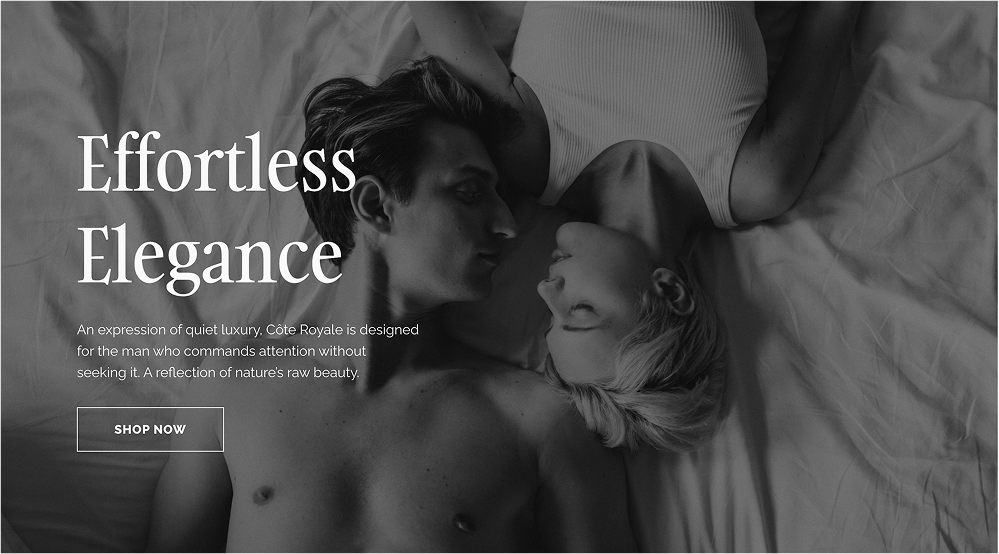 Effortless
Elegance
An expression of quiet luxury, Côte Royale is designed
for the man who commands attention without
seeking it. A reflection of nature's raw beauty.
SHOP NOW